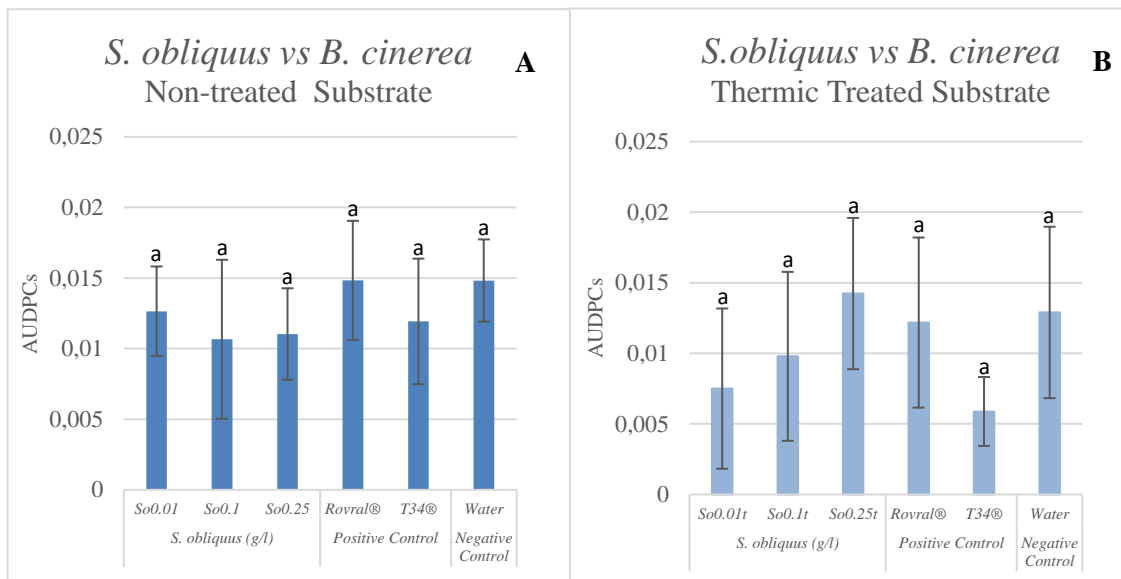 S. obliquus vs B. cinerea
Non-treated Substrate
A
0,025
0,02
0,015
0,01
0,005
0
AUDPCs
a
a
a
a
a
a
So0.01
So0.1
So0.25
Rovral®
T34®
Water
S. obliquus (g/l)
Positive Control
Negative
Control
S.obliquus vs B. cinerea
Thermic Treated Substrate
B
0,025
0,02
0,015
0,01
0,005
0
AUDPCs
a
a
a
a
a
a
So0.01t
So0.1t
So0.25t
Rovral®
T34®
Water
S. obliquus (g/l)
Positive Control
Negative
Control